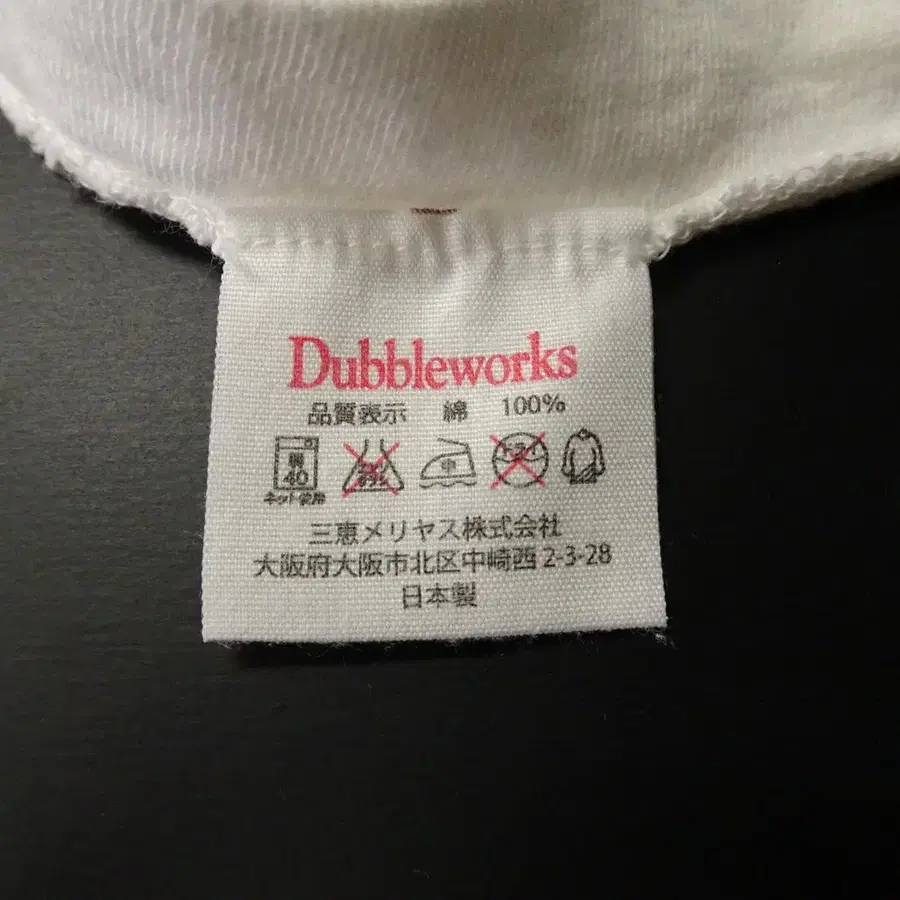 Dubbleworks
品質表示 綿 100%
弱 40 中
ネット使用
三恵メリヤス株式会社
大阪府大阪市北区中崎西2-3-28
日本製